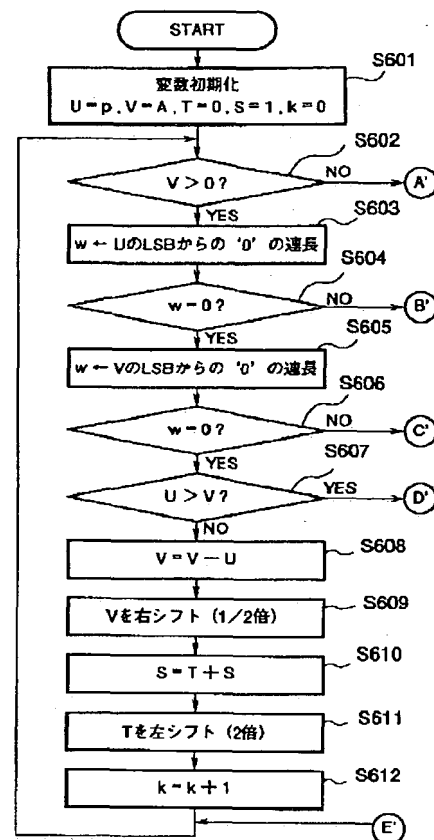 START
S601
変数初期化
U=p,V=A,T=0,S=1,k=0
S602
V>0?
NO
A'
YES
S603
w←UのLSBからの '0' の連長
S604
w=0?
NO
B'
YES
S605
w←VのLSBからの '0' の連長
S606
w=0?
NO
C'
YES
S607
U>V?
YES
D'
NO
S608
V=V-U
S609
Vを右シフト (1/2倍)
S610
S=T+S
S611
Tを左シフト (2倍)
S612
k=k+1
E'